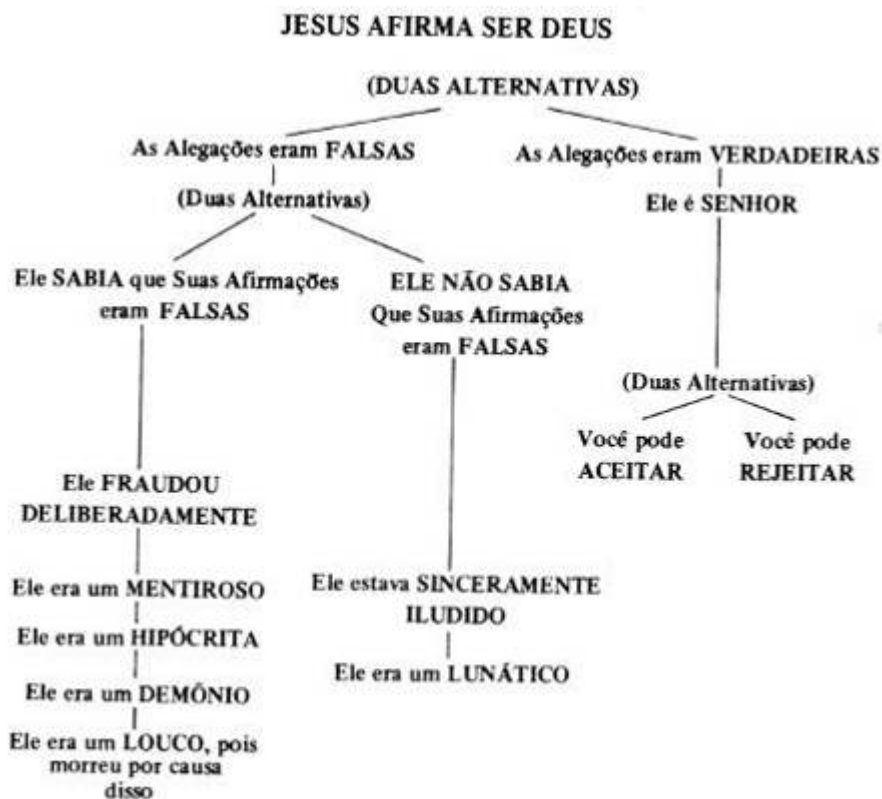 JESUS AFIRMA SER DEUS
(DUAS ALTERNATIVAS)
As Alegações eram FALSAS
(Duas Alternativas)
Ele SABIA que Suas Afirmações
eram FALSAS
Ele FRAUDOU
DELIBERADAMENTE
Ele era um MENTIROSO
Ele era um HIPÓCRITA
Ele era um DEMÔNIO
Ele era um LOUCO, pois
morreu por causa
disso
ELE NÃO SABIA
Que Suas Afirmações
eram FALSAS
Ele estava SINCERAMENTE
ILUDIDO
Ele era um LUNÁTICO
As Alegações eram VERDADEIRAS
Ele é SENHOR
(Duas Alternativas)
Você pode
ACEITAR
Você pode
REJEITAR